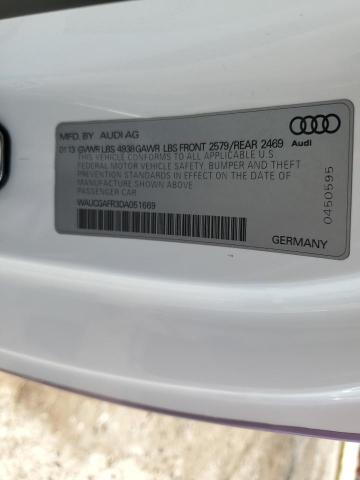 MFD. BY AUDI AG
01 13 GVWR LBS 4938 GAWR LBS FRONT 2579/REAR 2469
THIS VEHICLE CONFORMS TO ALL APPLICABLE U.S.
FEDERAL MOTOR VEHICLE SAFETY, BUMPER AND THEFT
PREVENTION STANDARDS IN EFFECT ON THE DATE OF
MANUFACTURE SHOWN ABOVE
PASSENGER CAR
WAUCGAFR3DA051669
Audi
0450595
GERMANY